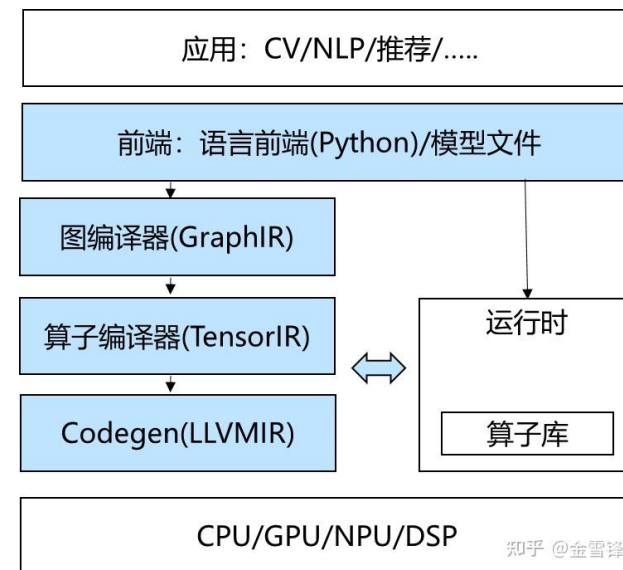 应用：CV/NLP/推荐/.....
前端：语言前端(Python)/模型文件
图编译器(GraphIR)
算子编译器(TensorIR)
运行时
Codegen(LLVMIR)
算子库
CPU/GPU/NPU/DSP
知乎 @金雪锋